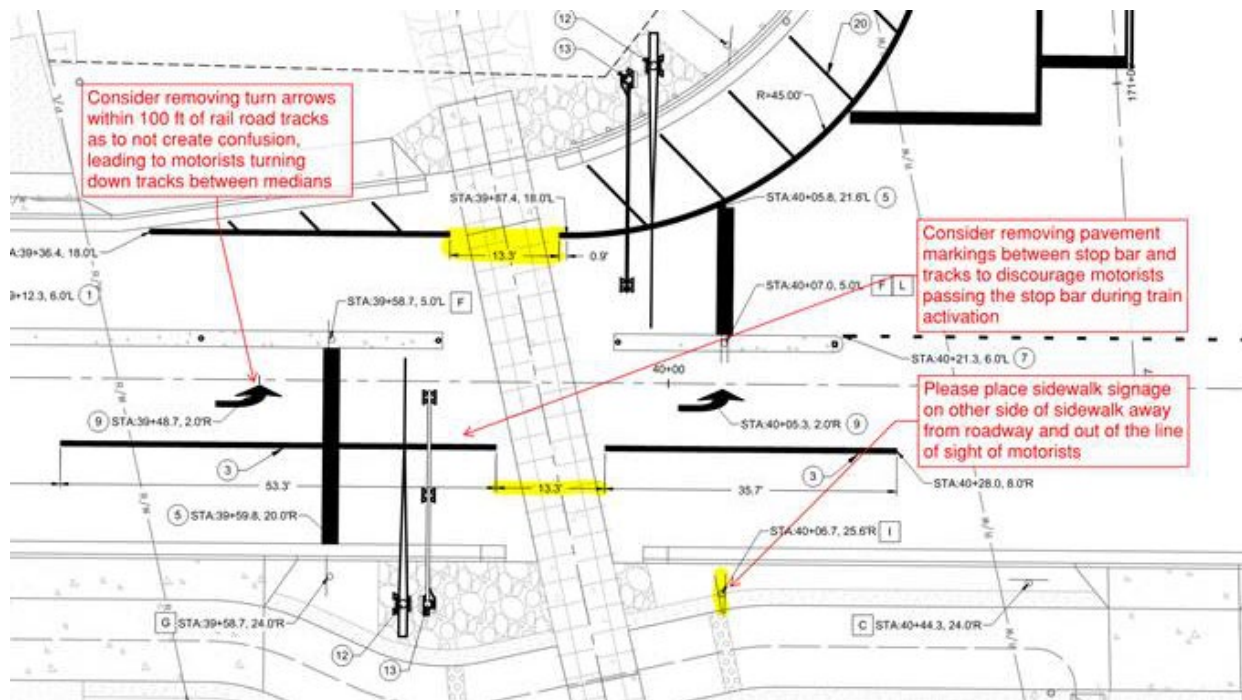 12
13
20
171+0
Consider removing turn arrows
within 100 ft of rail road tracks
as to not create confusion,
leading to motorists turning
down tracks between medians
R/W
R/W
R=45.00'
R/W
STA:39+87.4, 18.0'L
STA:40+05.8, 21.6'L 5
A:39+36.4, 18.0'L
13.3'
0.9'
Consider removing pavement
markings between stop bar and
tracks to discourage motorists
passing the stop bar during train
activation
9+12.3, 6.0'L 1
STA:39+58.7, 5.0'L F
STA:40+07.0, 5.0'L F L
STA:40+21.3, 6.0'L 7
40+00
R/W
R/W
Please place sidewalk signage
on other side of sidewalk away
from roadway and out of the line
of sight of motorists
9 STA:39+48.7, 2.0'R
STA:40+05.3, 2.0'R 9
3
3
53.3'
13.3'
35.7'
STA:40+28.0, 8.0'R
5 STA:39+59.8, 20.0'R
R/W
STA:40+06.7, 25.6'R I
R/W
G STA:39+58.7, 24.0'R
C STA:40+44.3, 24.0'R
R/W
12
13